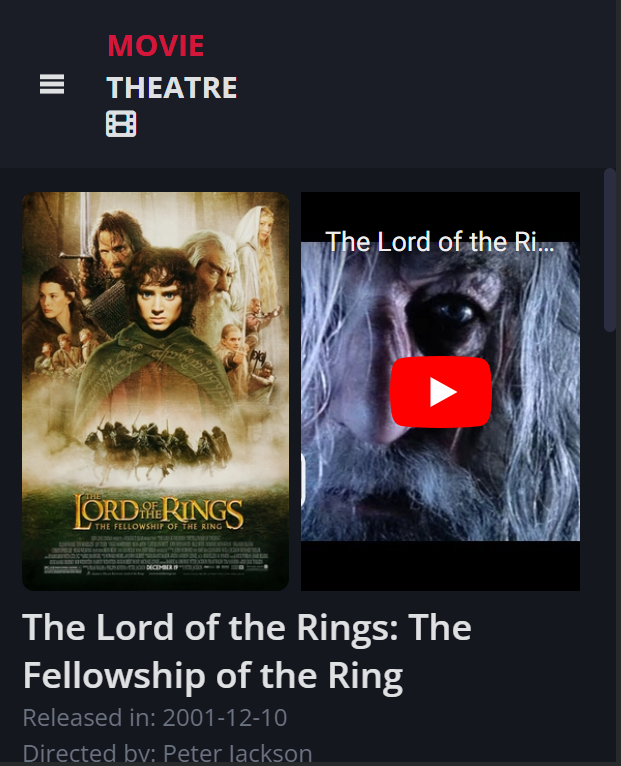 MOVIE
THEATRE
The Lord of the Ri...
THE
LORD OF THE RINGS
THE FELLOWSHIP OF THE RING
DECEMBER 19
The Lord of the Rings: The
Fellowship of the Ring
Released in: 2001-12-10
Directed by: Peter Jackson